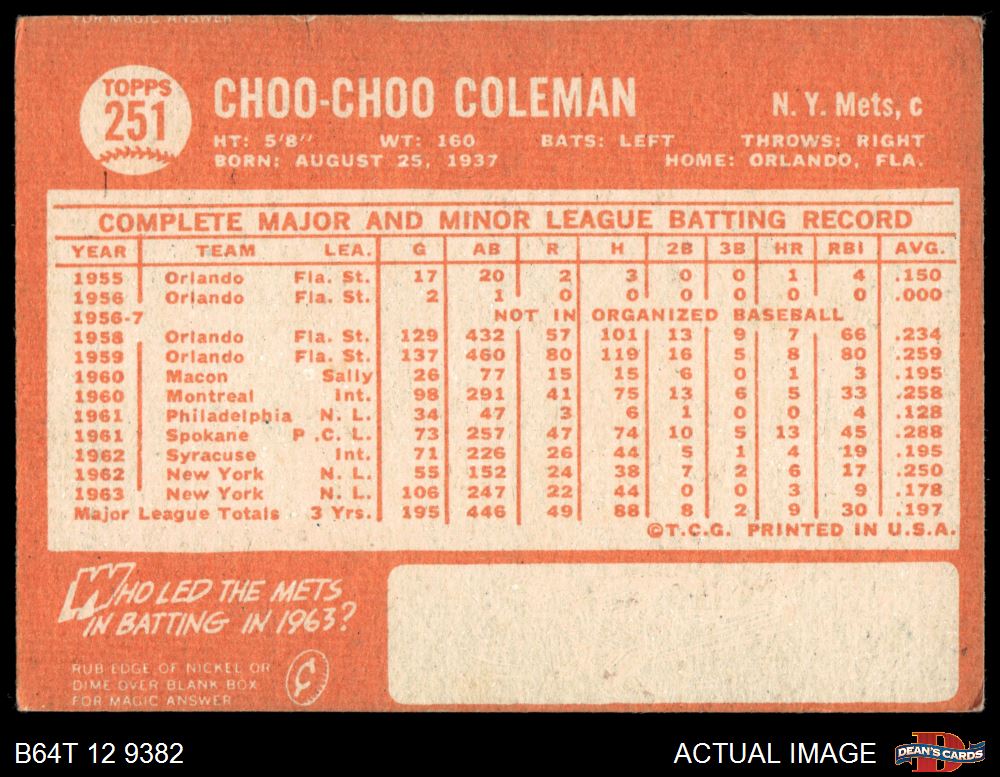 FOR MAGIC ANSWER
TOPPS
251
CHOO-CHOO COLEMAN
N. Y. Mets, c
HT: 5'8" WT: 160 BATS: LEFT THROWS: RIGHT
BORN: AUGUST 25, 1937 HOME: ORLANDO, FLA.
COMPLETE MAJOR AND MINOR LEAGUE BATTING RECORD
YEAR TEAM LEA. G AB R H 2B 3B HR RBI AVG.
1955 Orlando Fla. St. 17 20 2 3 0 0 1 4 .150
1956 Orlando Fla. St. 2 1 0 0 0 0 0 0 .000
1956-7 NOT IN ORGANIZED BASEBALL
1958 Orlando Fla. St. 129 432 57 101 13 9 7 66 .234
1959 Orlando Fla. St. 137 460 80 119 16 5 8 80 .259
1960 Macon Sally 26 77 15 15 6 0 1 3 .195
1960 Montreal Int. 98 291 41 75 13 6 5 33 .258
1961 Philadelphia N. L. 34 47 3 6 1 0 0 4 .128
1961 Spokane P .C. L. 73 257 47 74 10 5 13 45 .288
1962 Syracuse Int. 71 226 26 44 5 1 4 19 .195
1962 New York N. L. 55 152 24 38 7 2 6 17 .250
1963 New York N. L. 106 247 22 44 0 0 3 9 .178
Major League Totals 3 Yrs. 195 446 49 88 8 2 9 30 .197
©T.C.G. PRINTED IN U.S.A.
WHO LED THE METS
IN BATTING IN 1963?
RUB EDGE OF NICKEL OR
DIME OVER BLANK BOX
FOR MAGIC ANSWER
¢
B64T 12 9382
ACTUAL IMAGE
DEAN'S CARDS